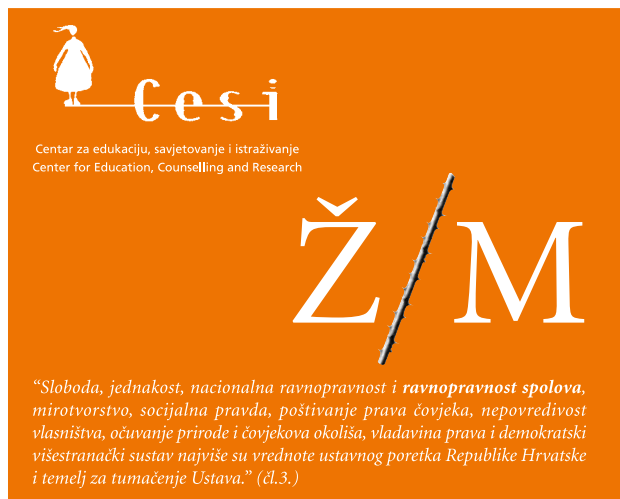 Cesi
Centar za edukaciju, savjetovanje i istraživanje
Center for Education, Counselling and Research
Ž/M
“Sloboda, jednakost, nacionalna ravnopravnost i ravnopravnost spolova,
mirotvorstvo, socijalna pravda, poštivanje prava čovjeka, nepovredivost
vlasništva, očuvanje prirode i čovjekova okoliša, vladavina prava i demokratski
višestranački sustav najviše su vrednote ustavnog poretka Republike Hrvatske
i temelj za tumačenje Ustava.” (čl.3.)